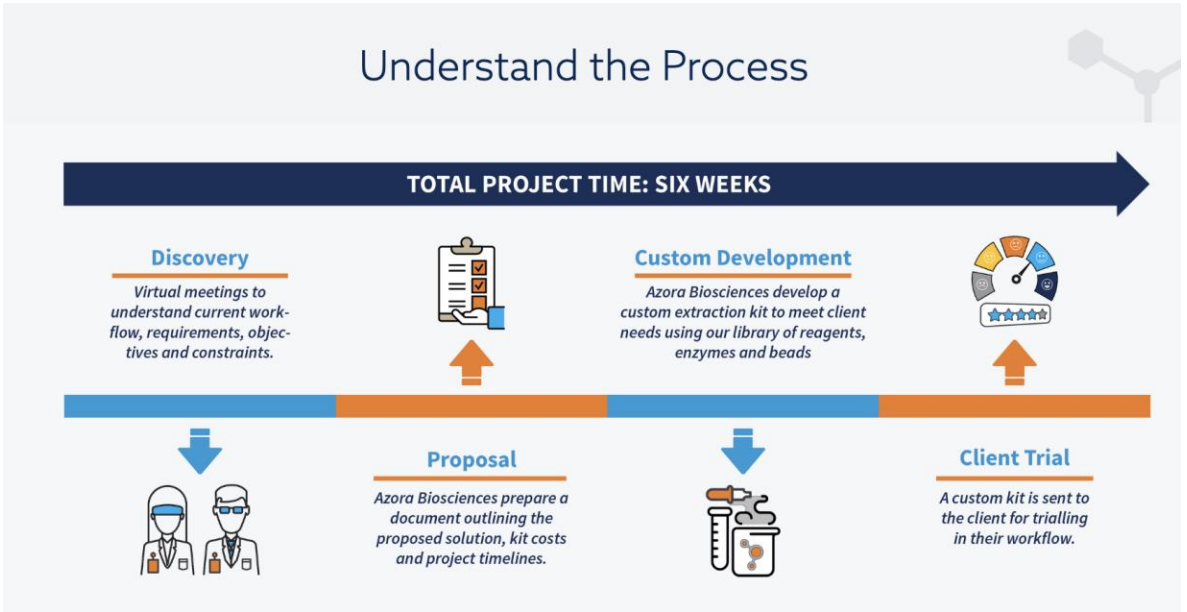 Understand the Process
TOTAL PROJECT TIME: SIX WEEKS
Discovery
Virtual meetings to
understand current work-
flow, requirements, objec-
tives and constraints.
Proposal
Azora Biosciences prepare a
document outlining the
proposed solution, kit costs
and project timelines.
Custom Development
Azora Biosciences develop a
custom extraction kit to meet client
needs using our library of reagents,
enzymes and beads
Client Trial
A custom kit is sent to
the client for trialling
in their workflow.